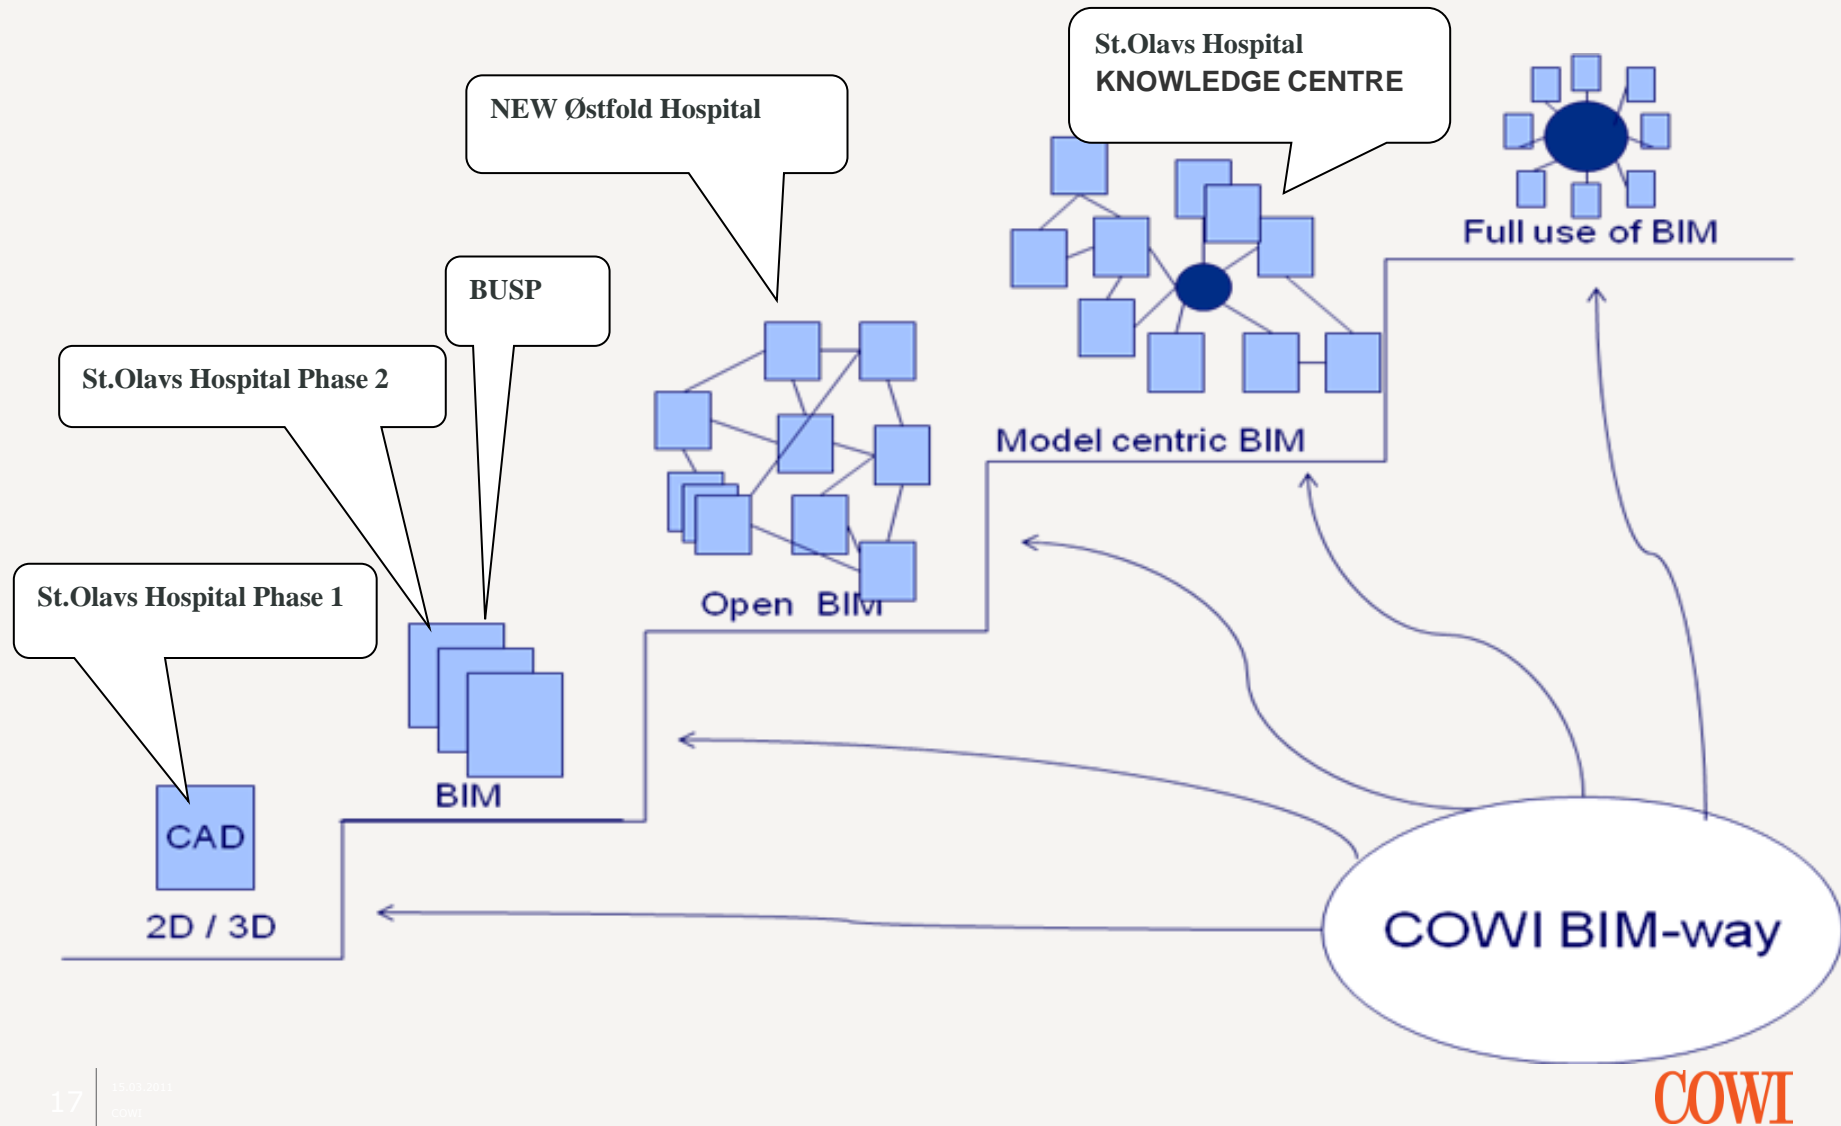 St.Olavs Hospital
KNOWLEDGE CENTRE
NEW Østfold Hospital
Full use of BIM
BUSP
St.Olavs Hospital Phase 2
Model centric BIM
St.Olavs Hospital Phase 1
Open BIM
BIM
CAD
2D / 3D
COWI BIM-way
17
COWI
COWI